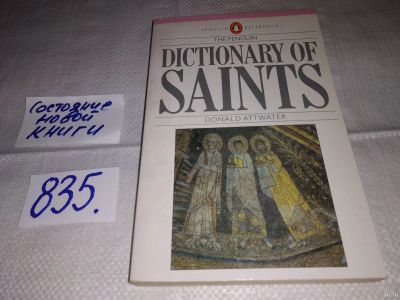 Состояние
новой
книги
835.
PENGUIN REFERENCE
THE PENGUIN
DICTIONARY OF
SAINTS
DONALD ATTWATER